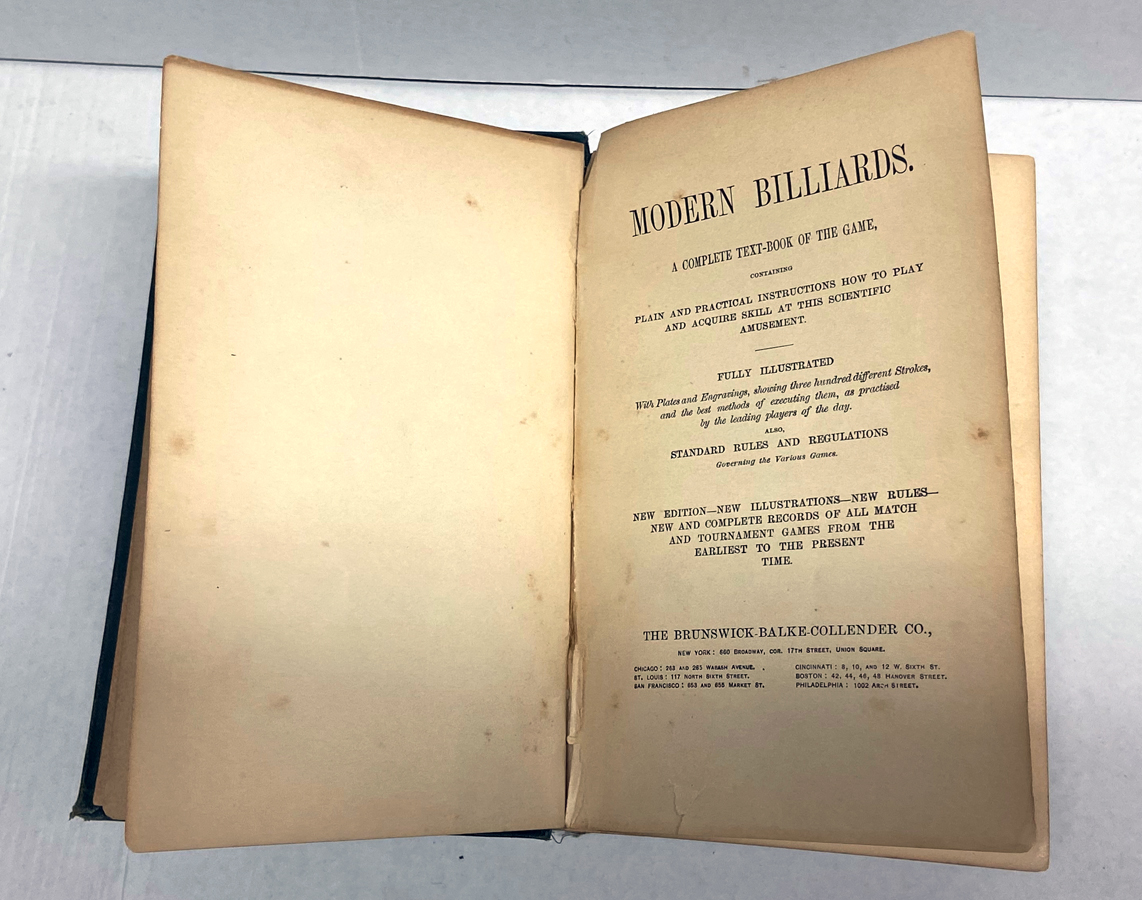 MODERN BILLIARDS.
A COMPLETE TEXT-BOOK OF THE GAME,
CONTAINING
PLAIN AND PRACTICAL INSTRUCTIONS HOW TO PLAY
AND ACQUIRE SKILL AT THIS SCIENTIFIC
AMUSEMENT.
FULLY ILLUSTRATED
With Plates and Engravings, showing three hundred different Strokes,
and the best methods of executing them, as practised
by the leading players of the day.
ALSO,
STANDARD RULES AND REGULATIONS
Governing the Various Games.
NEW EDITION—NEW ILLUSTRATIONS—NEW RULES—
NEW AND COMPLETE RECORDS OF ALL MATCH
AND TOURNAMENT GAMES FROM THE
EARLIEST TO THE PRESENT
TIME.
THE BRUNSWICK-BALKE-COLLENDER CO.,
NEW YORK: 660 BROADWAY, COR. 17TH STREET, UNION SQUARE.
CHICAGO: 263 AND 265 WABASH AVENUE.
ST. LOUIS: 117 NORTH SIXTH STREET.
SAN FRANCISCO: 653 AND 655 MARKET ST.
CINCINNATI: 8, 10, AND 12 W. SIXTH ST.
BOSTON: 42, 44, 46, 48 HANOVER STREET.
PHILADELPHIA: 1002 ARCH STREET.